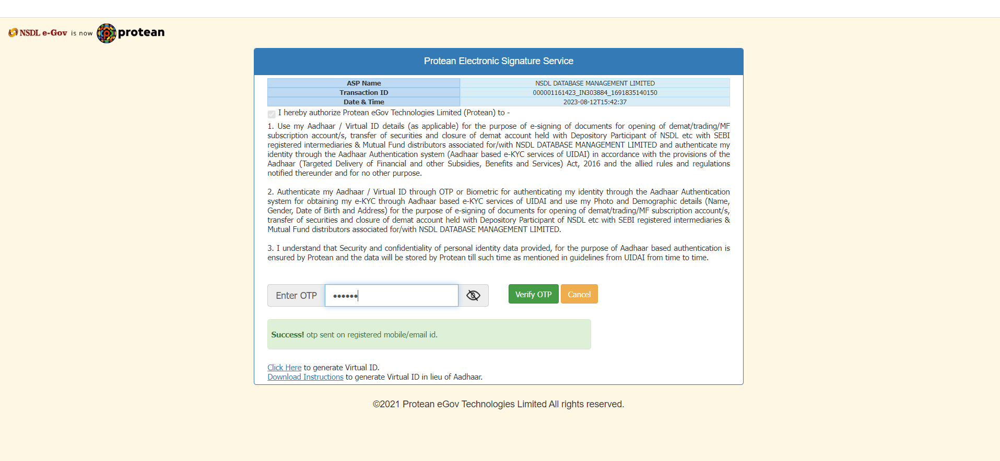 NSDL e-Gov is now protean
Protean Electronic Signature Service
ASP Name NSDL DATABASE MANAGEMENT LIMITED
Transaction ID 000001161423_IN303884_1691835140150
Date & Time 2023-08-12T15:42:37
I hereby authorize Protean eGov Technologies Limited (Protean) to -
1. Use my Aadhaar / Virtual ID details (as applicable) for the purpose of e-signing of documents for opening of demat/trading/MF
subscription account/s, transfer of securities and closure of demat account held with Depository Participant of NSDL etc with SEBI
registered intermediaries & Mutual Fund distributors associated for/with NSDL DATABASE MANAGEMENT LIMITED and authenticate my
identity through the Aadhaar Authentication system (Aadhaar based e-KYC services of UIDAI) in accordance with the provisions of the
Aadhaar (Targeted Delivery of Financial and other Subsidies, Benefits and Services) Act, 2016 and the allied rules and regulations
notified thereunder and for no other purpose.
2. Authenticate my Aadhaar / Virtual ID through OTP or Biometric for authenticating my identity through the Aadhaar Authentication
system for obtaining my e-KYC through Aadhaar based e-KYC services of UIDAI and use my Photo and Demographic details (Name,
Gender, Date of Birth and Address) for the purpose of e-signing of documents for opening of demat/trading/MF subscription account/s,
transfer of securities and closure of demat account held with Depository Participant of NSDL etc with SEBI registered intermediaries &
Mutual Fund distributors associated for/with NSDL DATABASE MANAGEMENT LIMITED.
3. I understand that Security and confidentiality of personal identity data provided, for the purpose of Aadhaar based authentication is
ensured by Protean and the data will be stored by Protean till such time as mentioned in guidelines from UIDAI from time to time.
Enter OTP •••••• Verify OTP Cancel
Success! otp sent on registered mobile/email id.
Click Here to generate Virtual ID.
Download Instructions to generate Virtual ID in lieu of Aadhaar.
©2021 Protean eGov Technologies Limited All rights reserved.